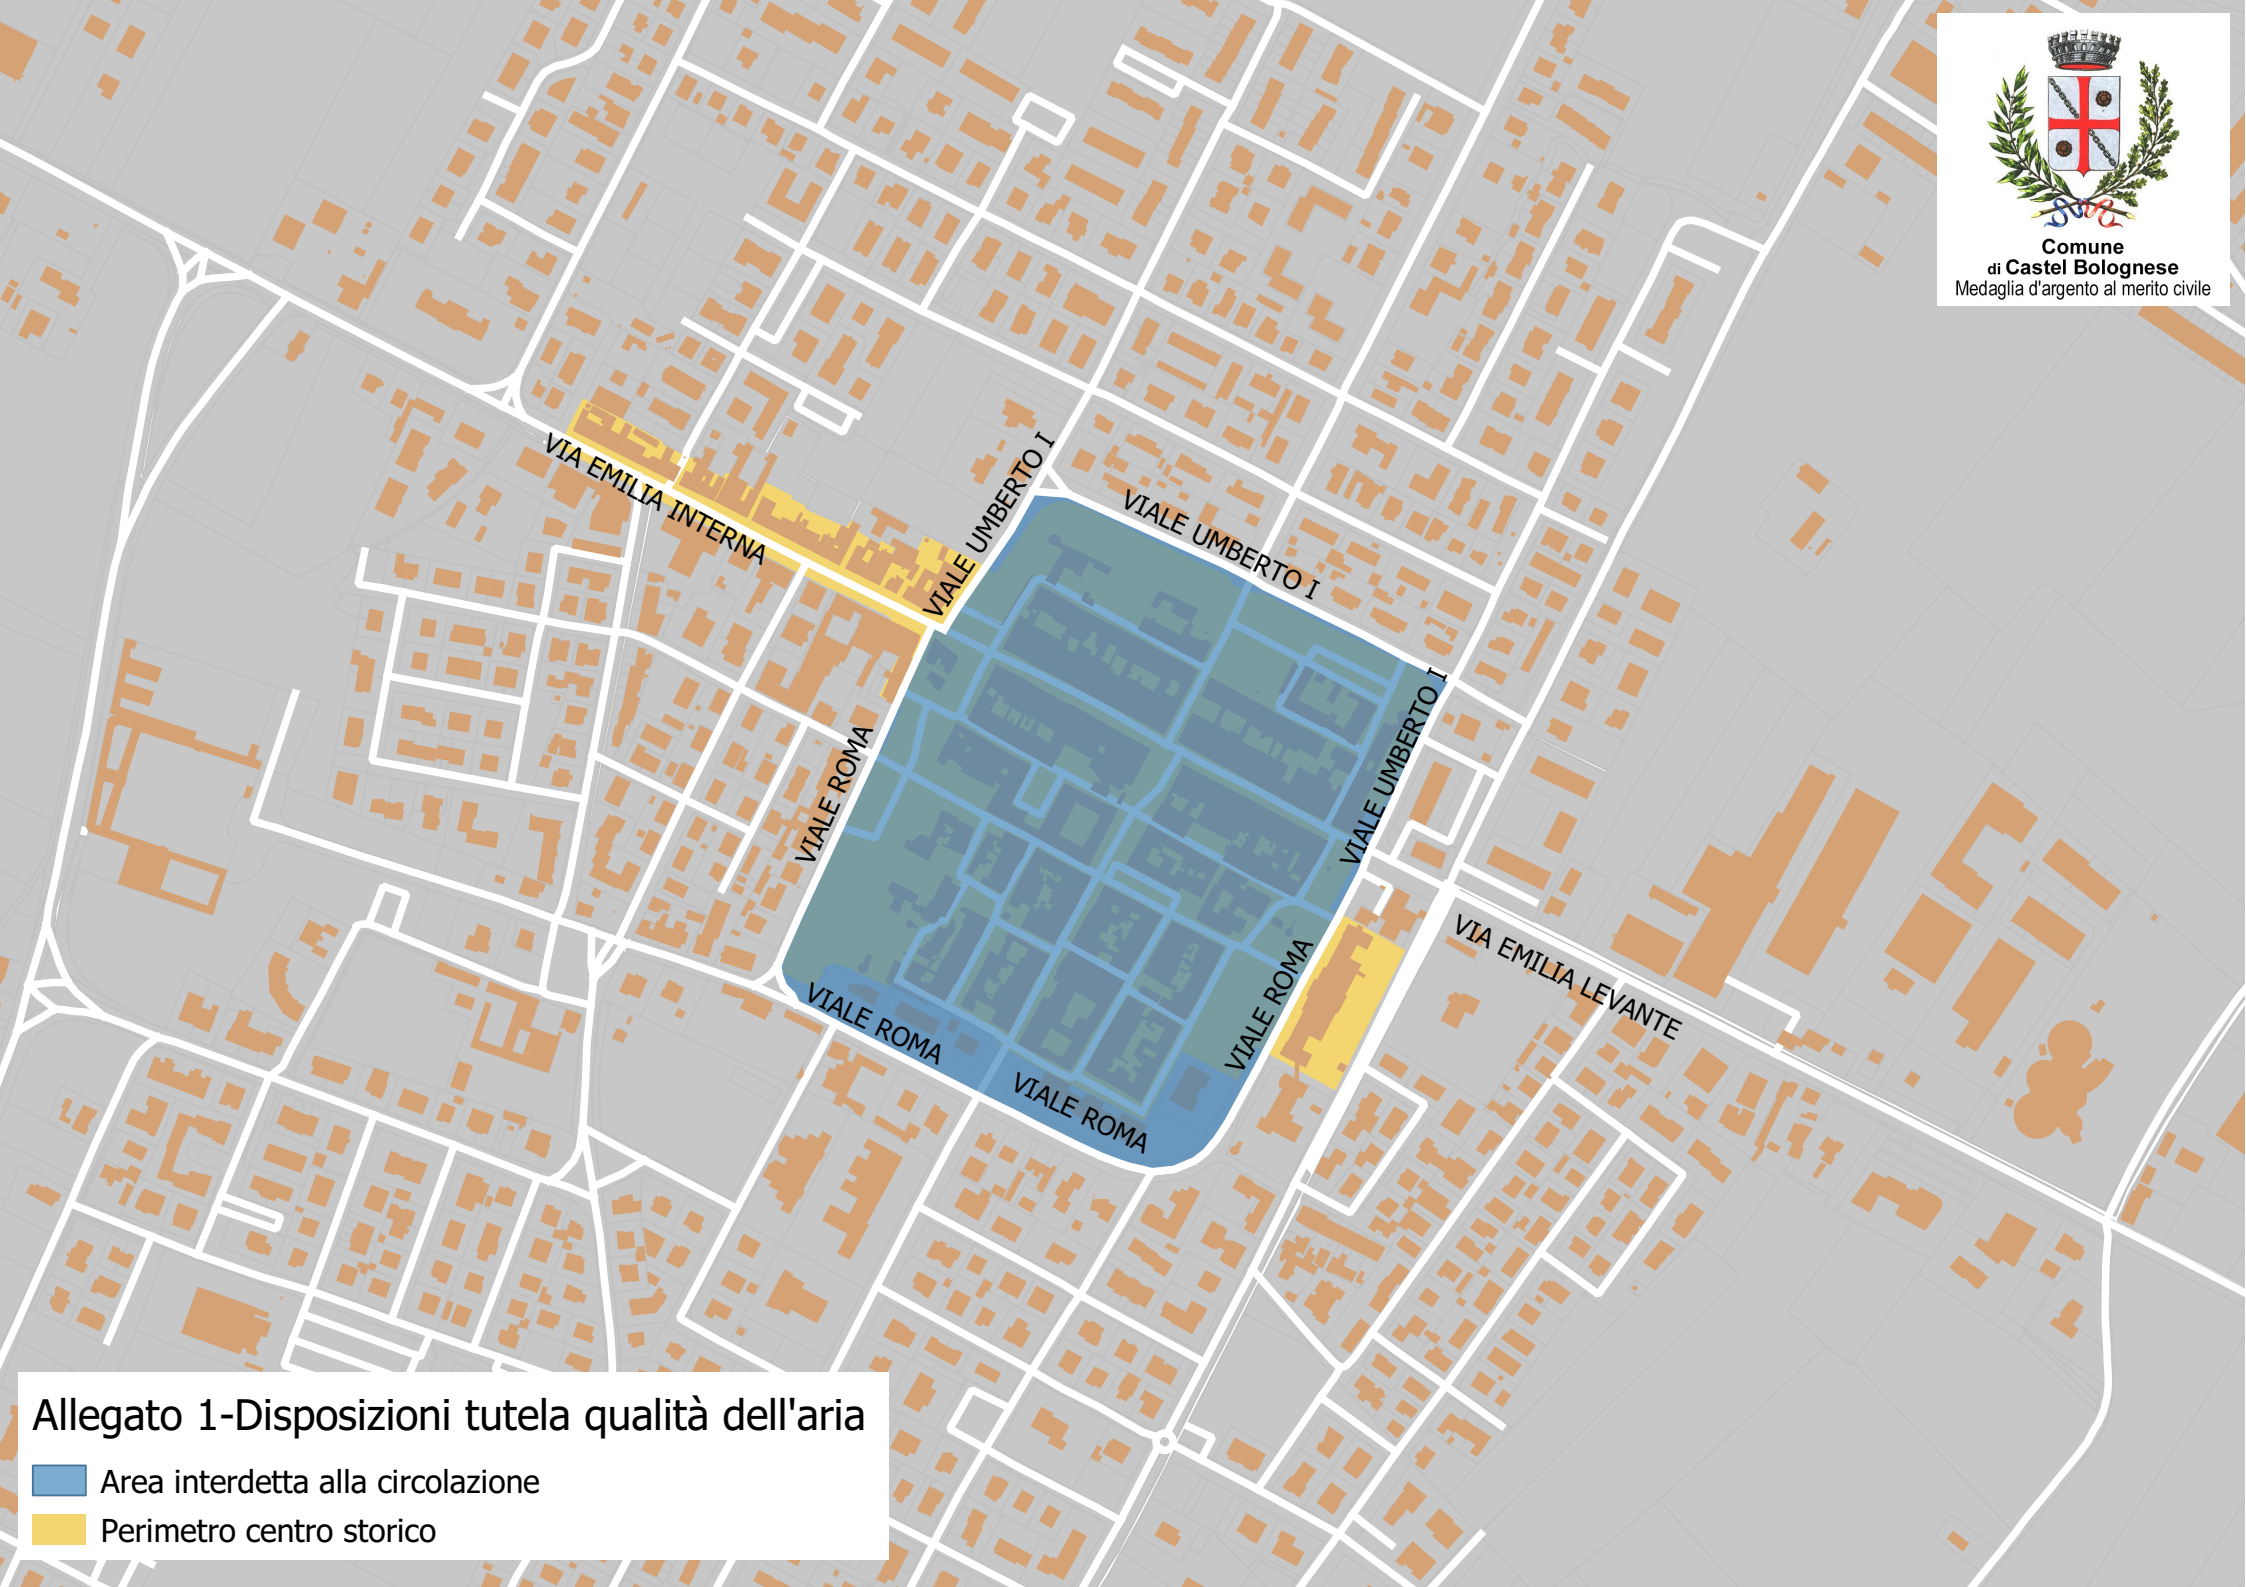 Comune
di Castel Bolognese
Medaglia d'argento al merito civile
VIA EMILIA INTERNA
VIALE UMBERTO I
VIALE UMBERTO I
VIALE UMBERTO I
VIALE ROMA
VIALE ROMA
VIA EMILIA LEVANTE
VIALE ROMA
VIALE ROMA
Allegato 1-Disposizioni tutela qualità dell'aria
Area interdetta alla circolazione
Perimetro centro storico